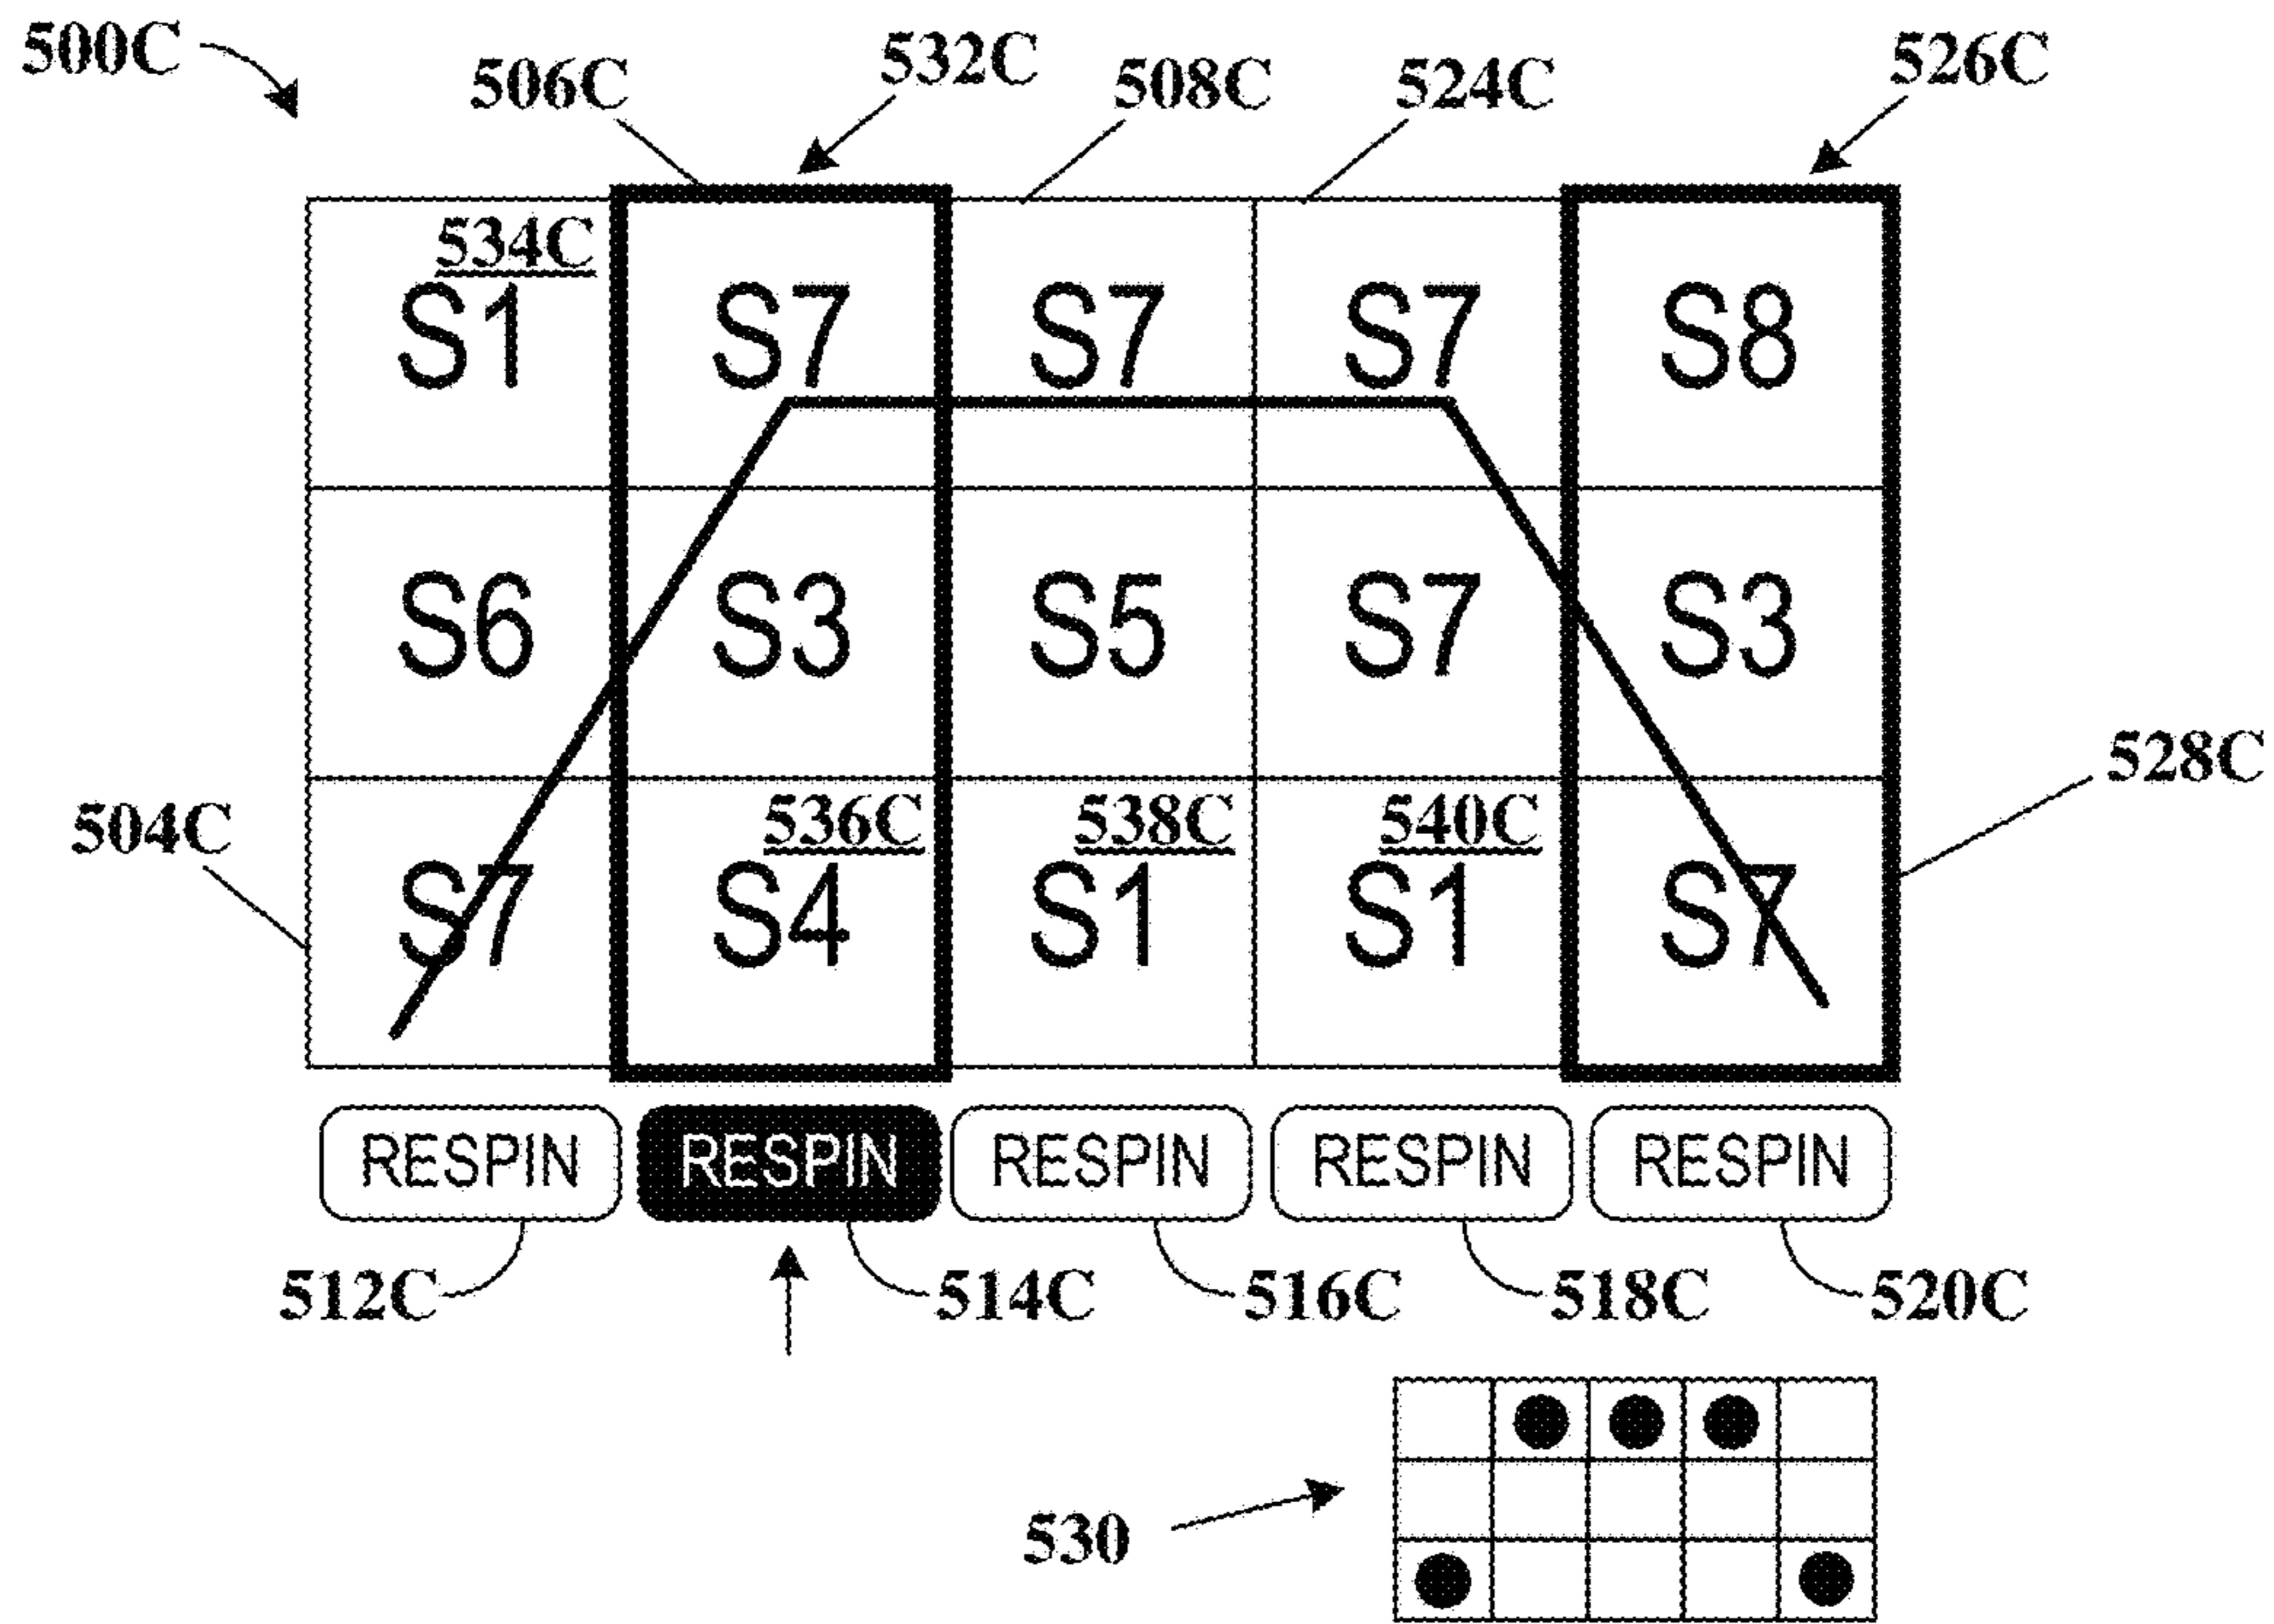 500C 506C 532C 508C 524C 526C
534C
S1 S7 S7 S7 S8
S6 S3 S5 S7 S3
528C
504C 536C 538C 540C
S7 S4 S1 S1 S7
RESPIN RESPIN RESPIN RESPIN RESPIN
512C 514C 516C 518C 520C
530